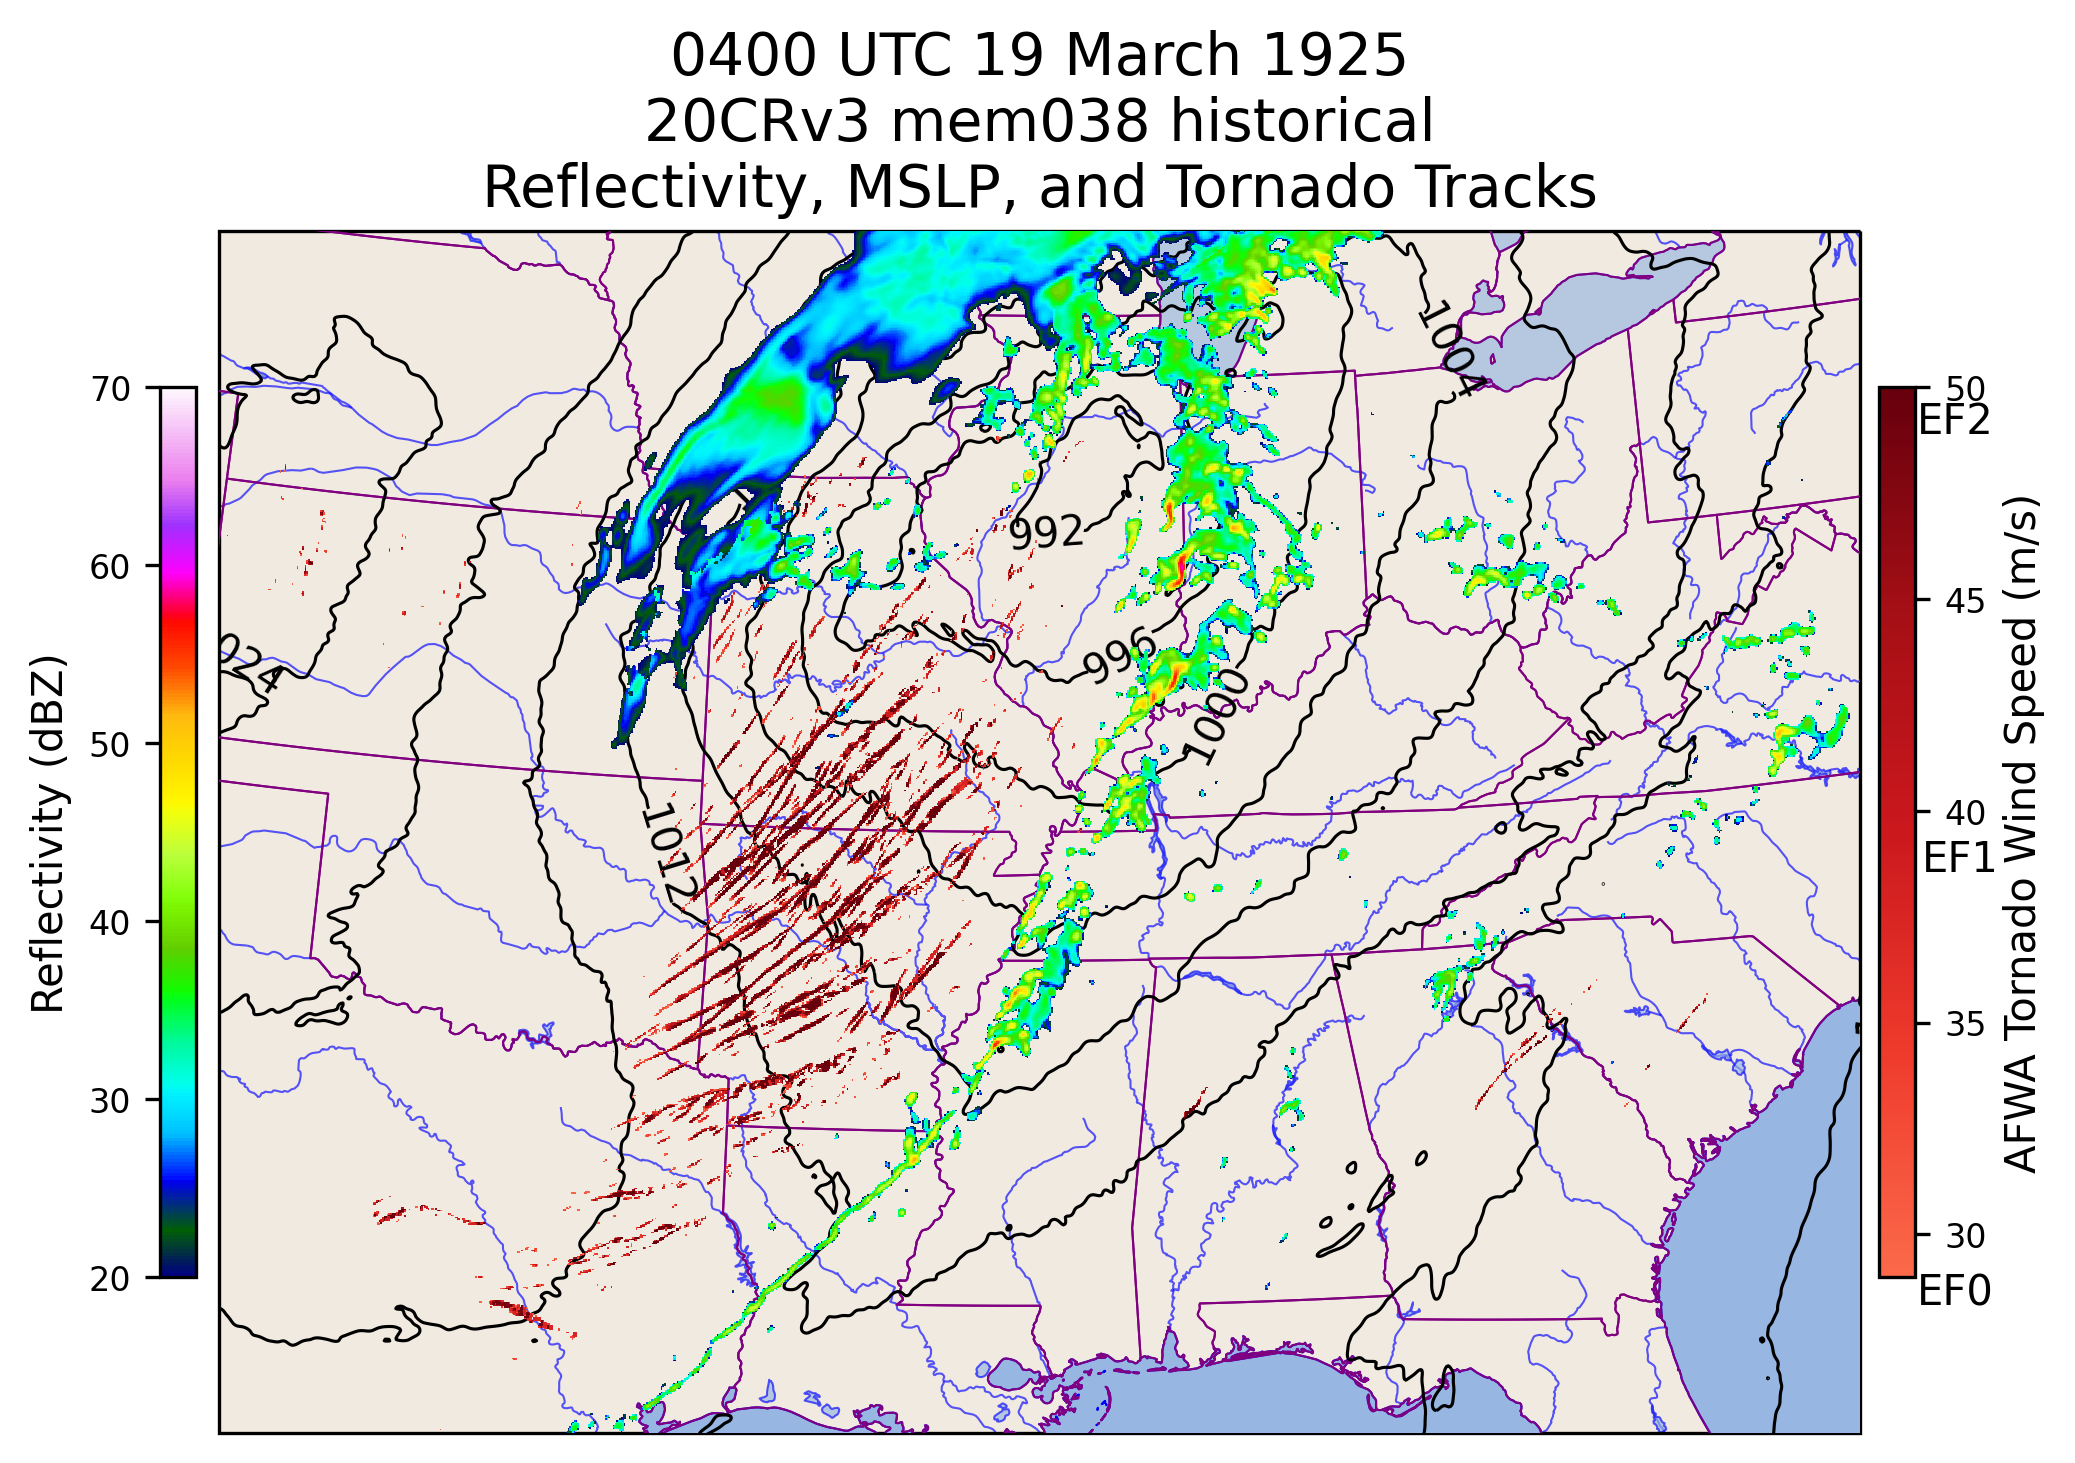 0400 UTC 19 March 1925
20CRv3 mem038 historical
Reflectivity, MSLP, and Tornado Tracks
Reflectivity (dBZ)
70
60
50
40
30
20
1004
992
024
996
1000
1012
50
EF2
45
40
EF1
35
30
EF0
AFWA Tornado Wind Speed (m/s)